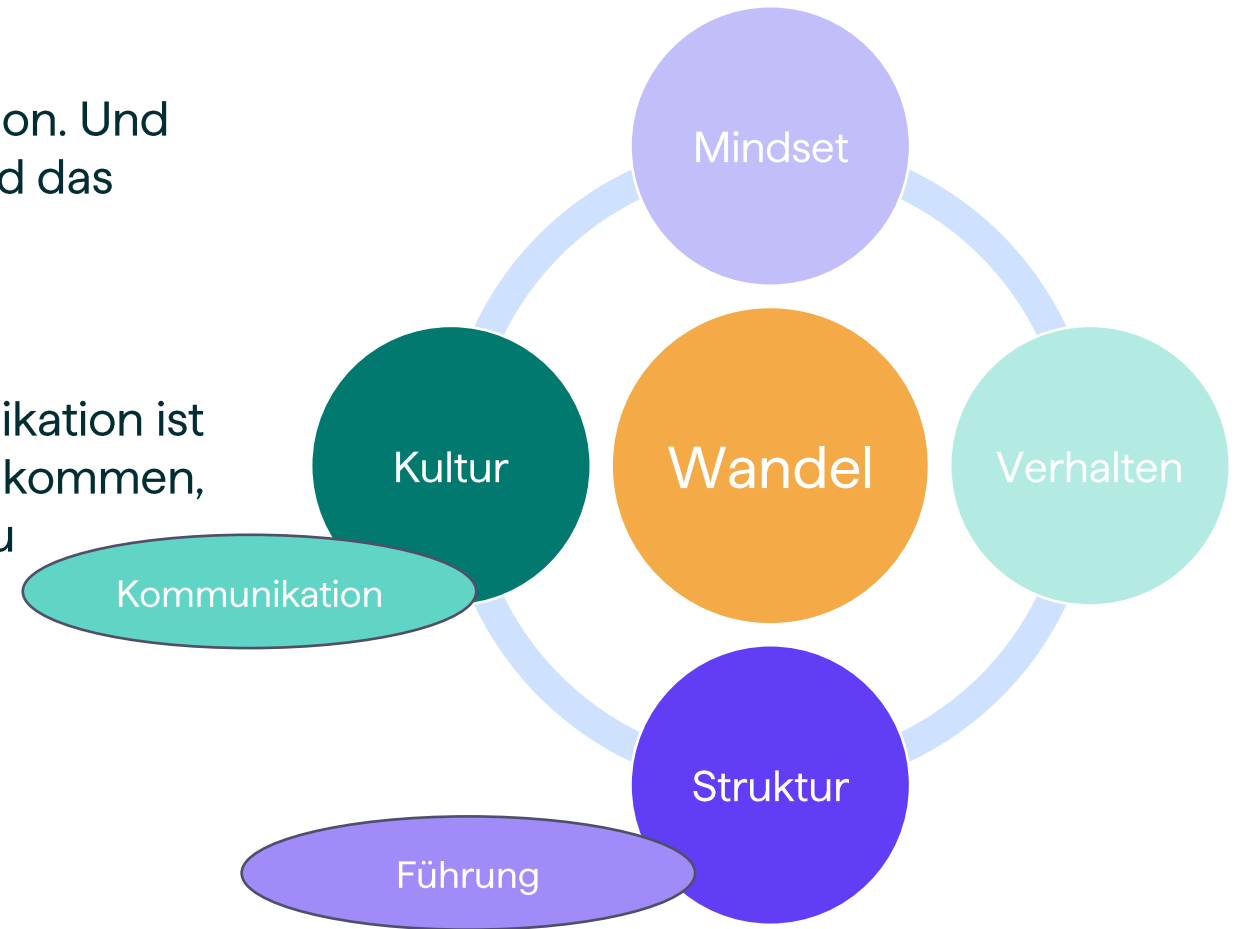 on. Und
d das
ikation ist
kommen,
u
Mindset
Kultur
Wandel
Verhalten
Kommunikation
Struktur
Führung